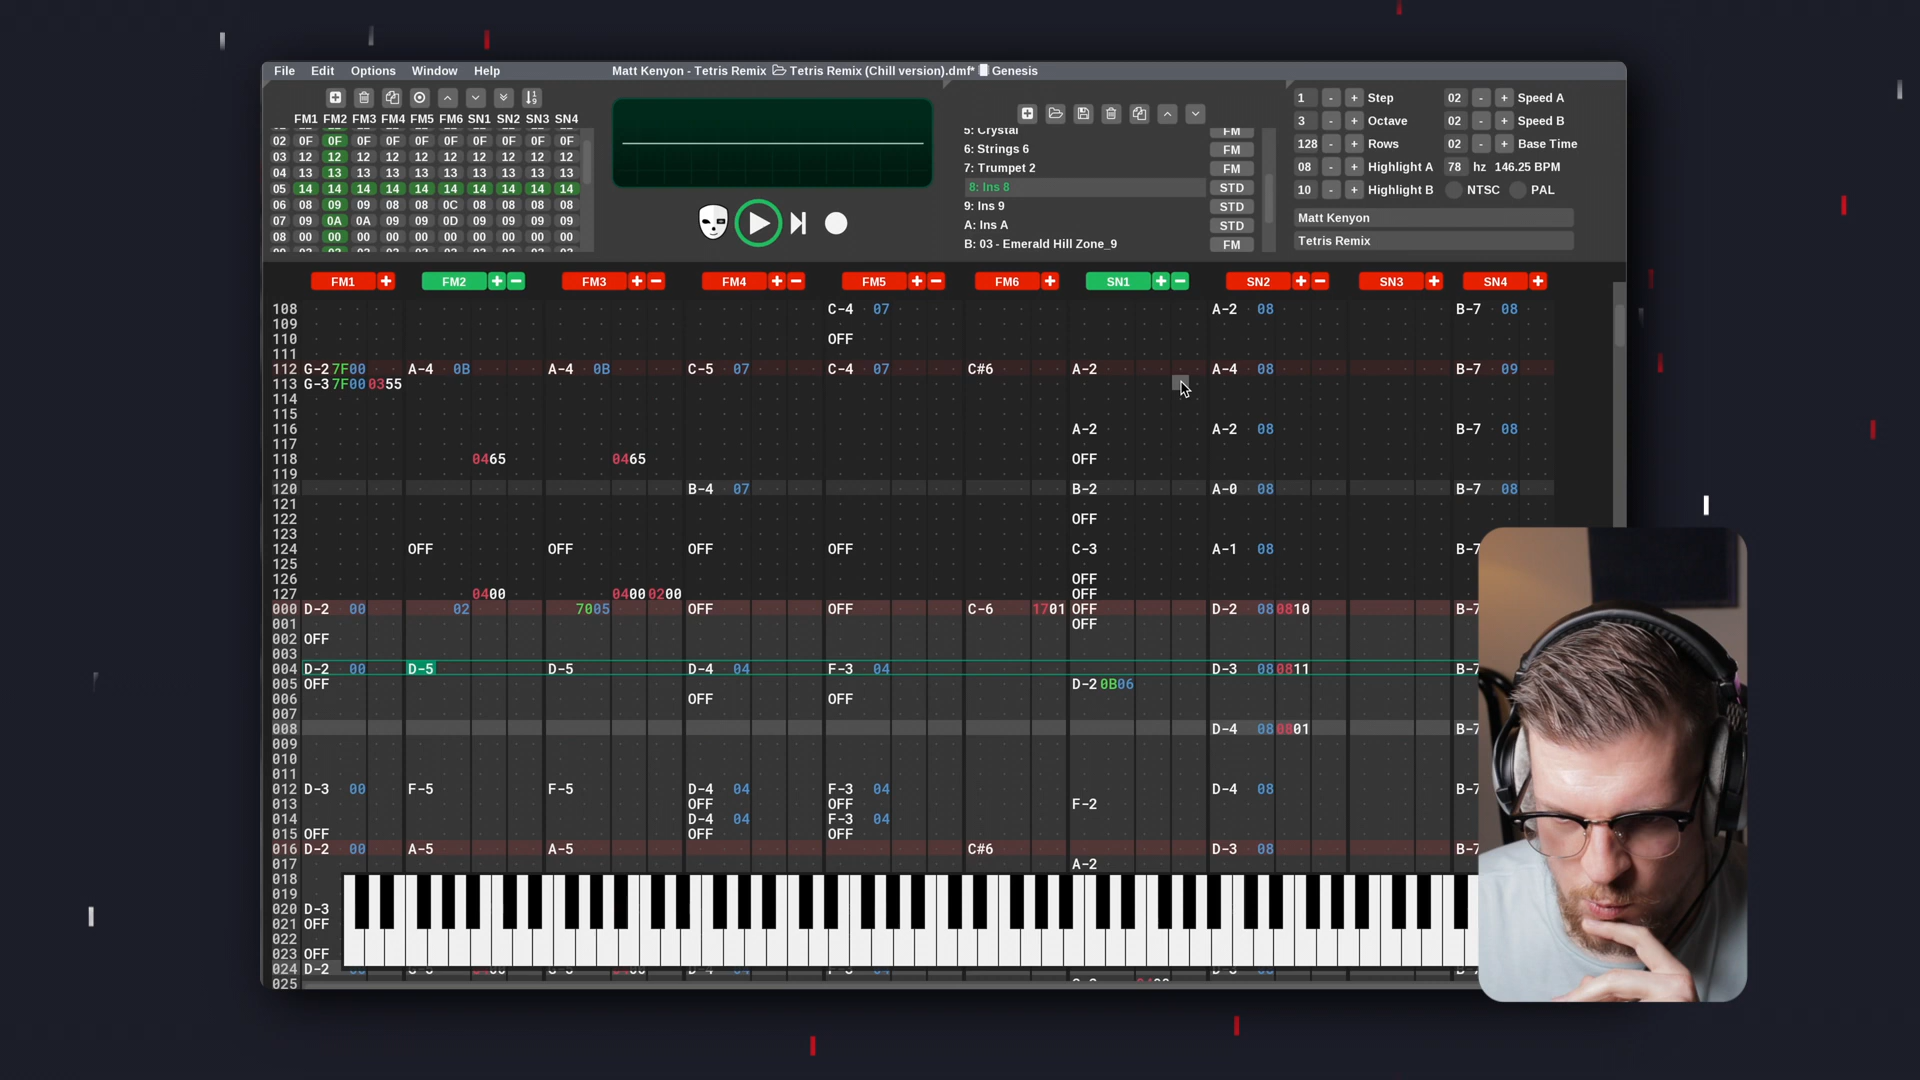 File Edit Options Window Help Matt Kenyon - Tetris Remix Tetris Remix (Chill version).dmf* Genesis
FM1 FM2 FM3 FM4 FM5 FM6 SN1 SN2 SN3 SN4
02 0F 0F 0F 0F 0F 0F 0F 0F 0F 0F
03 12 12 12 12 12 12 12 12 12 12
04 13 13 13 13 13 13 13 13 13 13
05 14 14 14 14 14 14 14 14 14 14
06 08 09 09 08 08 0C 08 08 08 08
07 09 0A 0A 09 09 0D 09 09 09 09
08 00 00 00 00 00 00 00 00 00 00
5: Crystal FM
6: Strings 6 FM
7: Trumpet 2 FM
8: Ins 8 STD
9: Ins 9 STD
A: Ins A STD
B: 03 - Emerald Hill Zone_9 FM
1 - + Step 02 - + Speed A
3 - + Octave 02 - + Speed B
128 - + Rows 02 - + Base Time
08 - + Highlight A 78 hz 146.25 BPM
10 - + Highlight B NTSC PAL
Matt Kenyon
Tetris Remix
FM1 + FM2 + - FM3 + - FM4 + - FM5 + - FM6 + SN1 + - SN2 + - SN3 + SN4 +
108 C-4 07 A-2 08 B-7 08
109
110 OFF
111
112 G-2 7F00 A-4 0B A-4 0B C-5 07 C-4 07 C#6 A-2 A-4 08 B-7 09
113 G-3 7F00 0355
114
115
116 A-2 A-2 08 B-7 08
117
118 0465 0465 OFF
119
120 B-4 07 B-2 A-0 08 B-7 08
121
122 OFF
123
124 OFF OFF OFF OFF C-3 A-1 08 B-7
125
126 OFF
127 0400 0400 0200 OFF
000 D-2 00 02 7005 OFF OFF C-6 1701 OFF D-2 08 0810 B-7
001 OFF
002 OFF
003
004 D-2 00 D-5 D-5 D-4 04 F-3 04 D-3 08 0811 B-7
005 OFF D-2 0B06
006 OFF OFF
007
008 D-4 08 0801 B-7
009
010
011
012 D-3 00 F-5 F-5 D-4 04 F-3 04 D-4 08 B-7
013 OFF OFF F-2
014 D-4 04 F-3 04
015 OFF OFF OFF
016 D-2 00 A-5 A-5 C#6 D-3 08 B-7
017 A-2
018
019
020 D-3
021 OFF
022
023 OFF
024 D-2
025